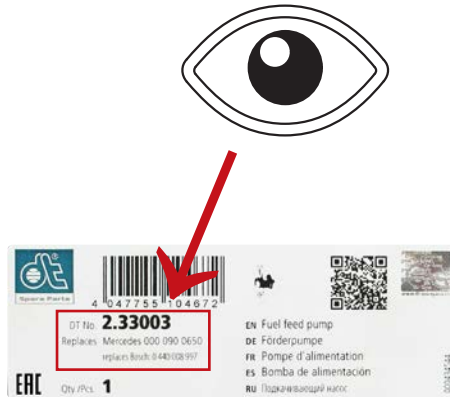 dt
Spare Parts
4 047755 104672
DT No. 2.33003
Replaces Mercedes 000 090 0650
replaces Bosch: 0 440 008 997
EAC
Qty./Pcs. 1
EN Fuel feed pump
DE Förderpumpe
FR Pompe d'alimentation
ES Bomba de alimentación
RU Подкачивающий насос